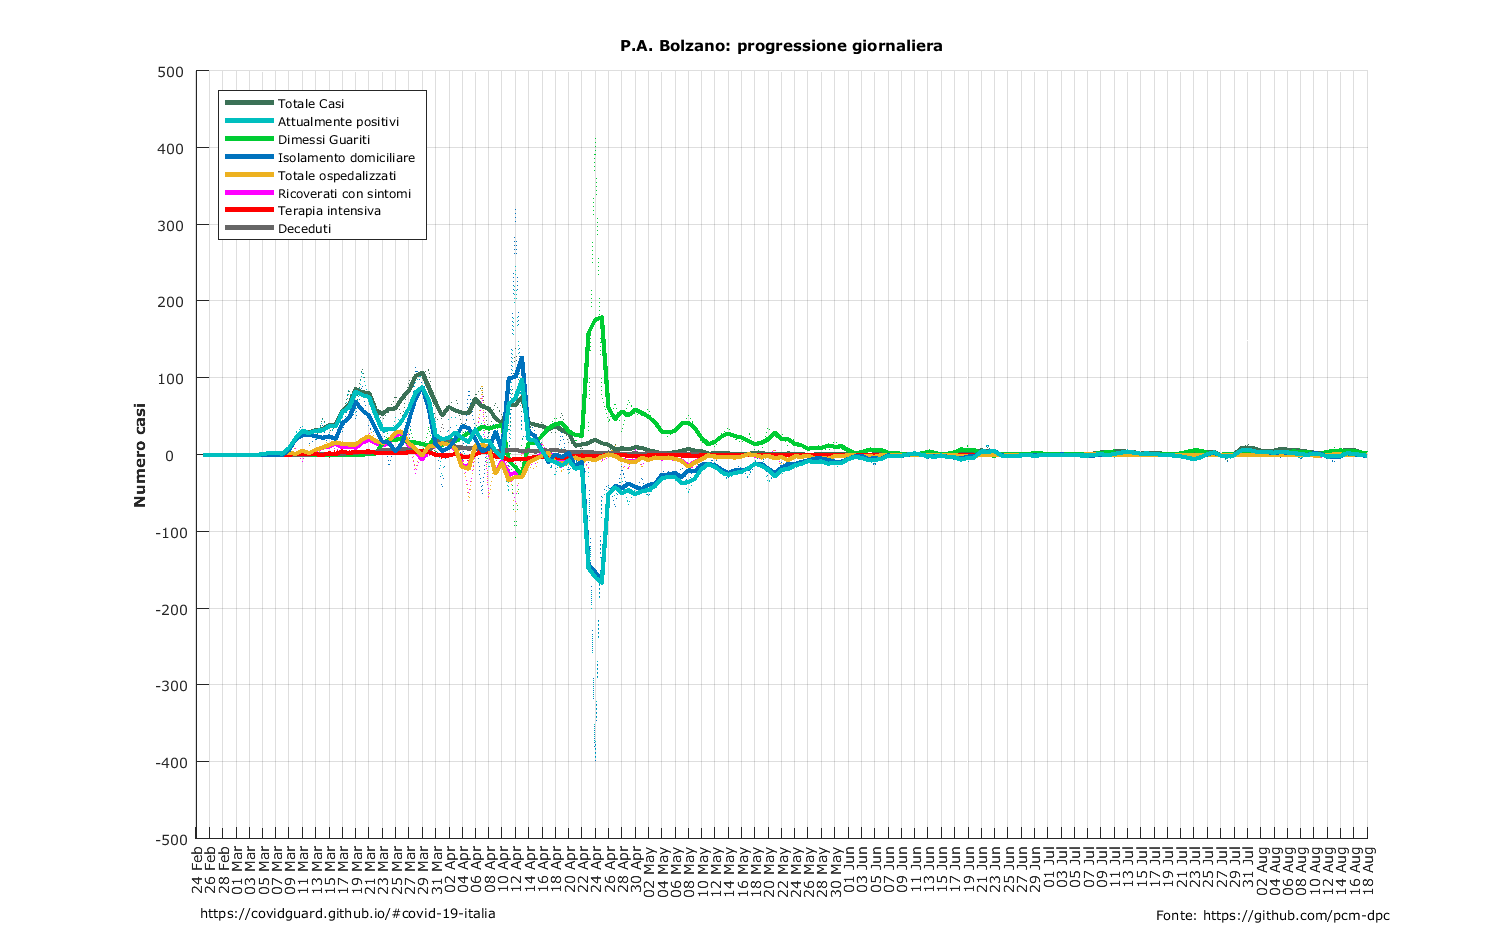 P.A. Bolzano: progressione giornaliera
Numero casi
500
400
300
200
100
0
-100
-200
-300
-400
-500
Totale Casi
Attualmente positivi
Dimessi Guariti
Isolamento domiciliare
Totale ospedalizzati
Ricoverati con sintomi
Terapia intensiva
Deceduti
24 Feb
26 Feb
28 Feb
01 Mar
03 Mar
05 Mar
07 Mar
09 Mar
11 Mar
13 Mar
15 Mar
17 Mar
19 Mar
21 Mar
23 Mar
25 Mar
27 Mar
29 Mar
31 Mar
02 Apr
04 Apr
06 Apr
08 Apr
10 Apr
12 Apr
14 Apr
16 Apr
18 Apr
20 Apr
22 Apr
24 Apr
26 Apr
28 Apr
30 Apr
02 May
04 May
06 May
08 May
10 May
12 May
14 May
16 May
18 May
20 May
22 May
24 May
26 May
28 May
30 May
01 Jun
03 Jun
05 Jun
07 Jun
09 Jun
11 Jun
13 Jun
15 Jun
17 Jun
19 Jun
21 Jun
23 Jun
25 Jun
27 Jun
29 Jun
01 Jul
03 Jul
05 Jul
07 Jul
09 Jul
11 Jul
13 Jul
15 Jul
17 Jul
19 Jul
21 Jul
23 Jul
25 Jul
27 Jul
29 Jul
31 Jul
02 Aug
04 Aug
06 Aug
08 Aug
10 Aug
12 Aug
14 Aug
16 Aug
18 Aug
https://covidguard.github.io/#covid-19-italia
Fonte: https://github.com/pcm-dpc